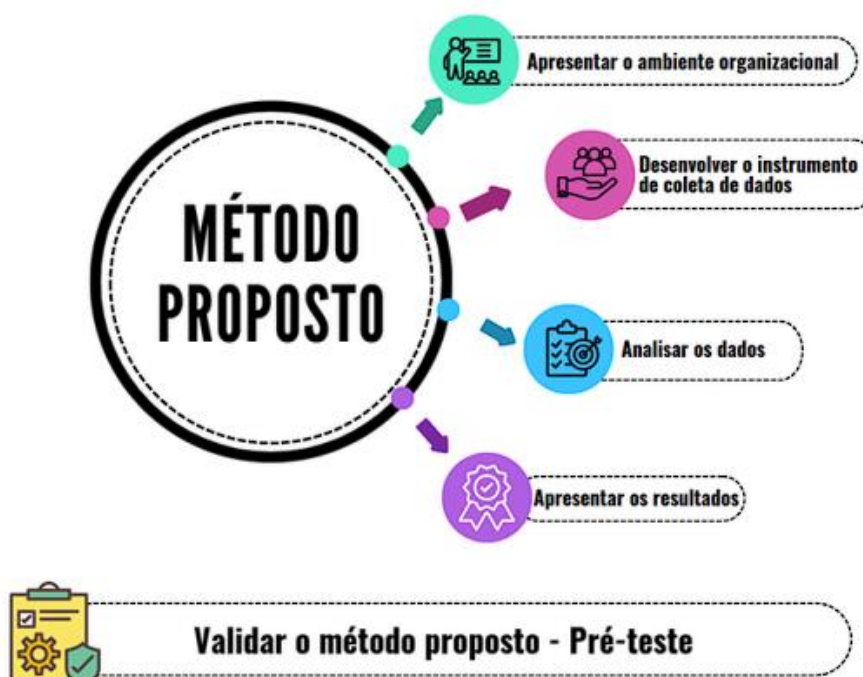 Apresentar o ambiente organizacional
Desenvolver o instrumento
de coleta de dados
MÉTODO
PROPOSTO
Analisar os dados
Apresentar os resultados
Validar o método proposto - Pré-teste